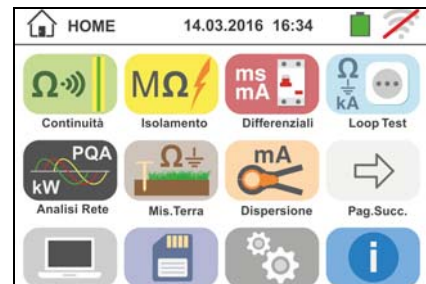 HOME 14.03.2016 16:34
Ω MΩ ms mA Ω kA
Continuità Isolamento Differenziali Loop Test
PQA kW Ω mA
Analisi Rete Mis.Terra Dispersione Pag.Succ.
i